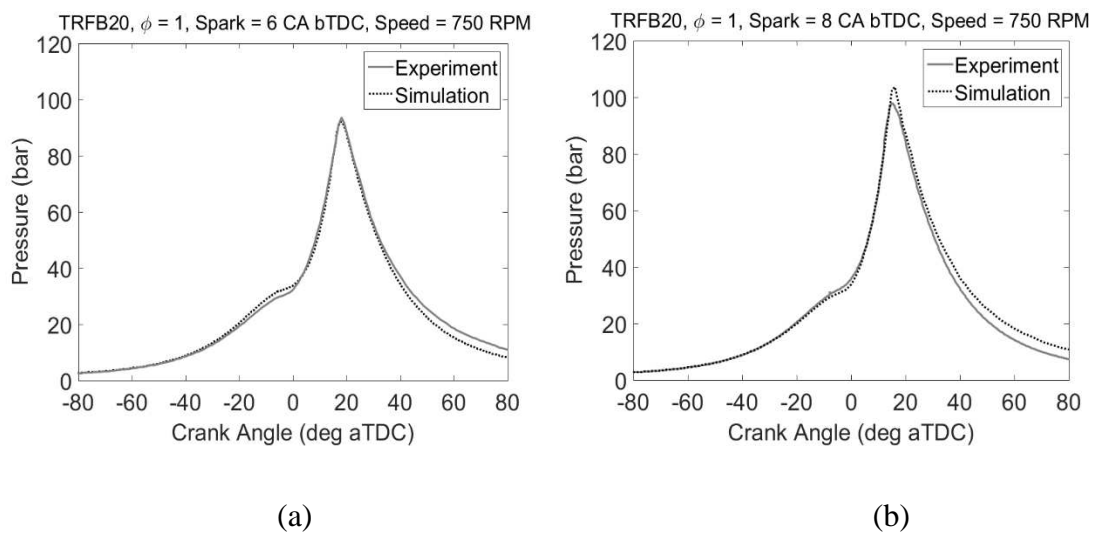 TRFB20, ϕ = 1, Spark = 6 CA bTDC, Speed = 750 RPM
120
100
80
60
40
20
0
Pressure (bar)
Experiment
Simulation
-80 -60 -40 -20 0 20 40 60 80
Crank Angle (deg aTDC)
(a)
TRFB20, ϕ = 1, Spark = 8 CA bTDC, Speed = 750 RPM
120
100
80
60
40
20
0
Pressure (bar)
Experiment
Simulation
-80 -60 -40 -20 0 20 40 60 80
Crank Angle (deg aTDC)
(b)